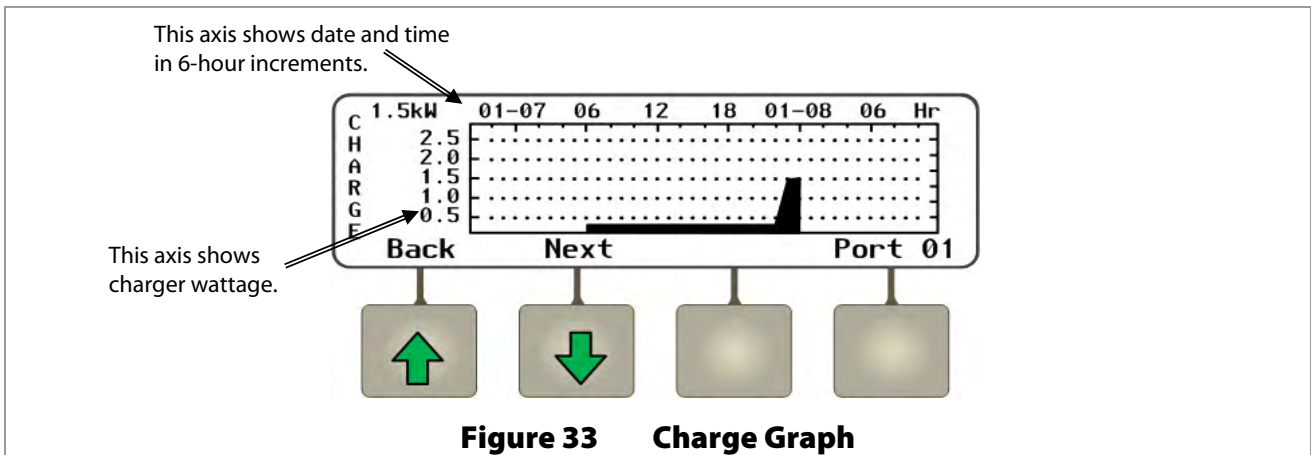 This axis shows date and time
in 6-hour increments.
1.5kW 01-07 06 12 18 01-08 06 Hr
CHARGE
2.5
2.0
1.5
1.0
0.5
This axis shows
charger wattage.
Back Next Port 01
Figure 33 Charge Graph